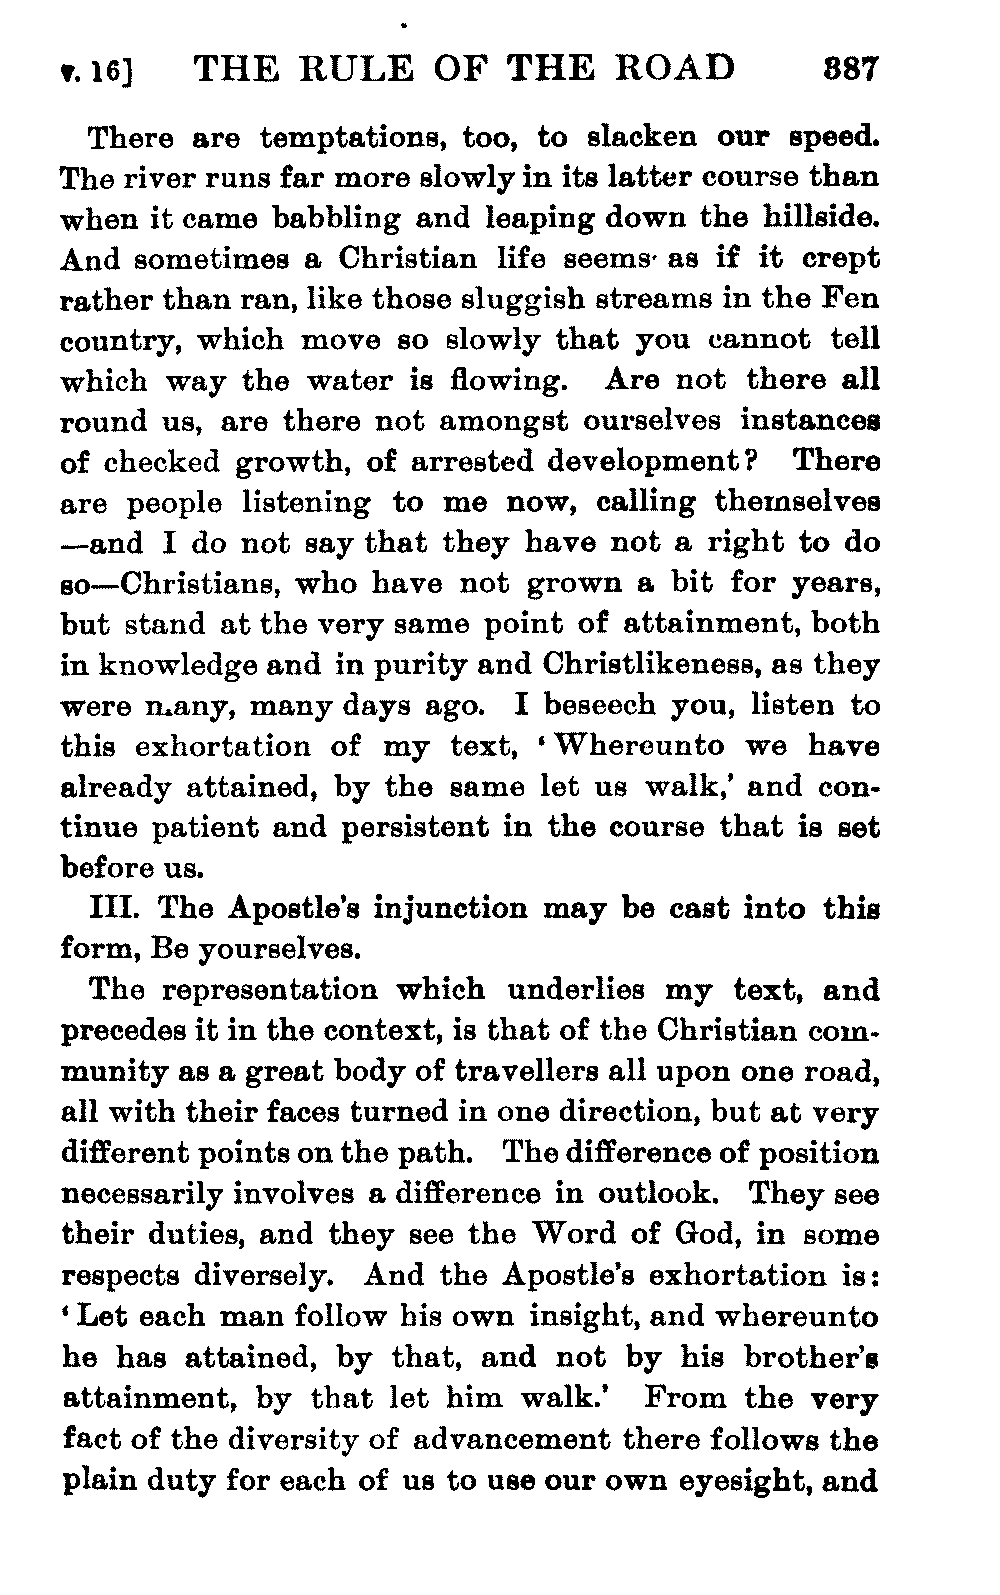 v. 16] THE RULE OF THE ROAD 387
There are temptations, too, to slacken our speed.
The river runs far more slowly in its latter course than
when it came babbling and leaping down the hillside.
And sometimes a Christian life seems as if it crept
rather than ran, like those sluggish streams in the Fen
country, which move so slowly that you cannot tell
which way the water is flowing. Are not there all
round us, are there not amongst ourselves instances
of checked growth, of arrested development? There
are people listening to me now, calling themselves
—and I do not say that they have not a right to do
so—Christians, who have not grown a bit for years,
but stand at the very same point of attainment, both
in knowledge and in purity and Christlikeness, as they
were many, many days ago. I beseech you, listen to
this exhortation of my text, ‘Whereunto we have
already attained, by the same let us walk,’ and con-
tinue patient and persistent in the course that is set
before us.
III. The Apostle’s injunction may be cast into this
form, Be yourselves.
The representation which underlies my text, and
precedes it in the context, is that of the Christian com-
munity as a great body of travellers all upon one road,
all with their faces turned in one direction, but at very
different points on the path. The difference of position
necessarily involves a difference in outlook. They see
their duties, and they see the Word of God, in some
respects diversely. And the Apostle’s exhortation is:
‘Let each man follow his own insight, and whereunto
he has attained, by that, and not by his brother’s
attainment, by that let him walk.’ From the very
fact of the diversity of advancement there follows the
plain duty for each of us to use our own eyesight, and